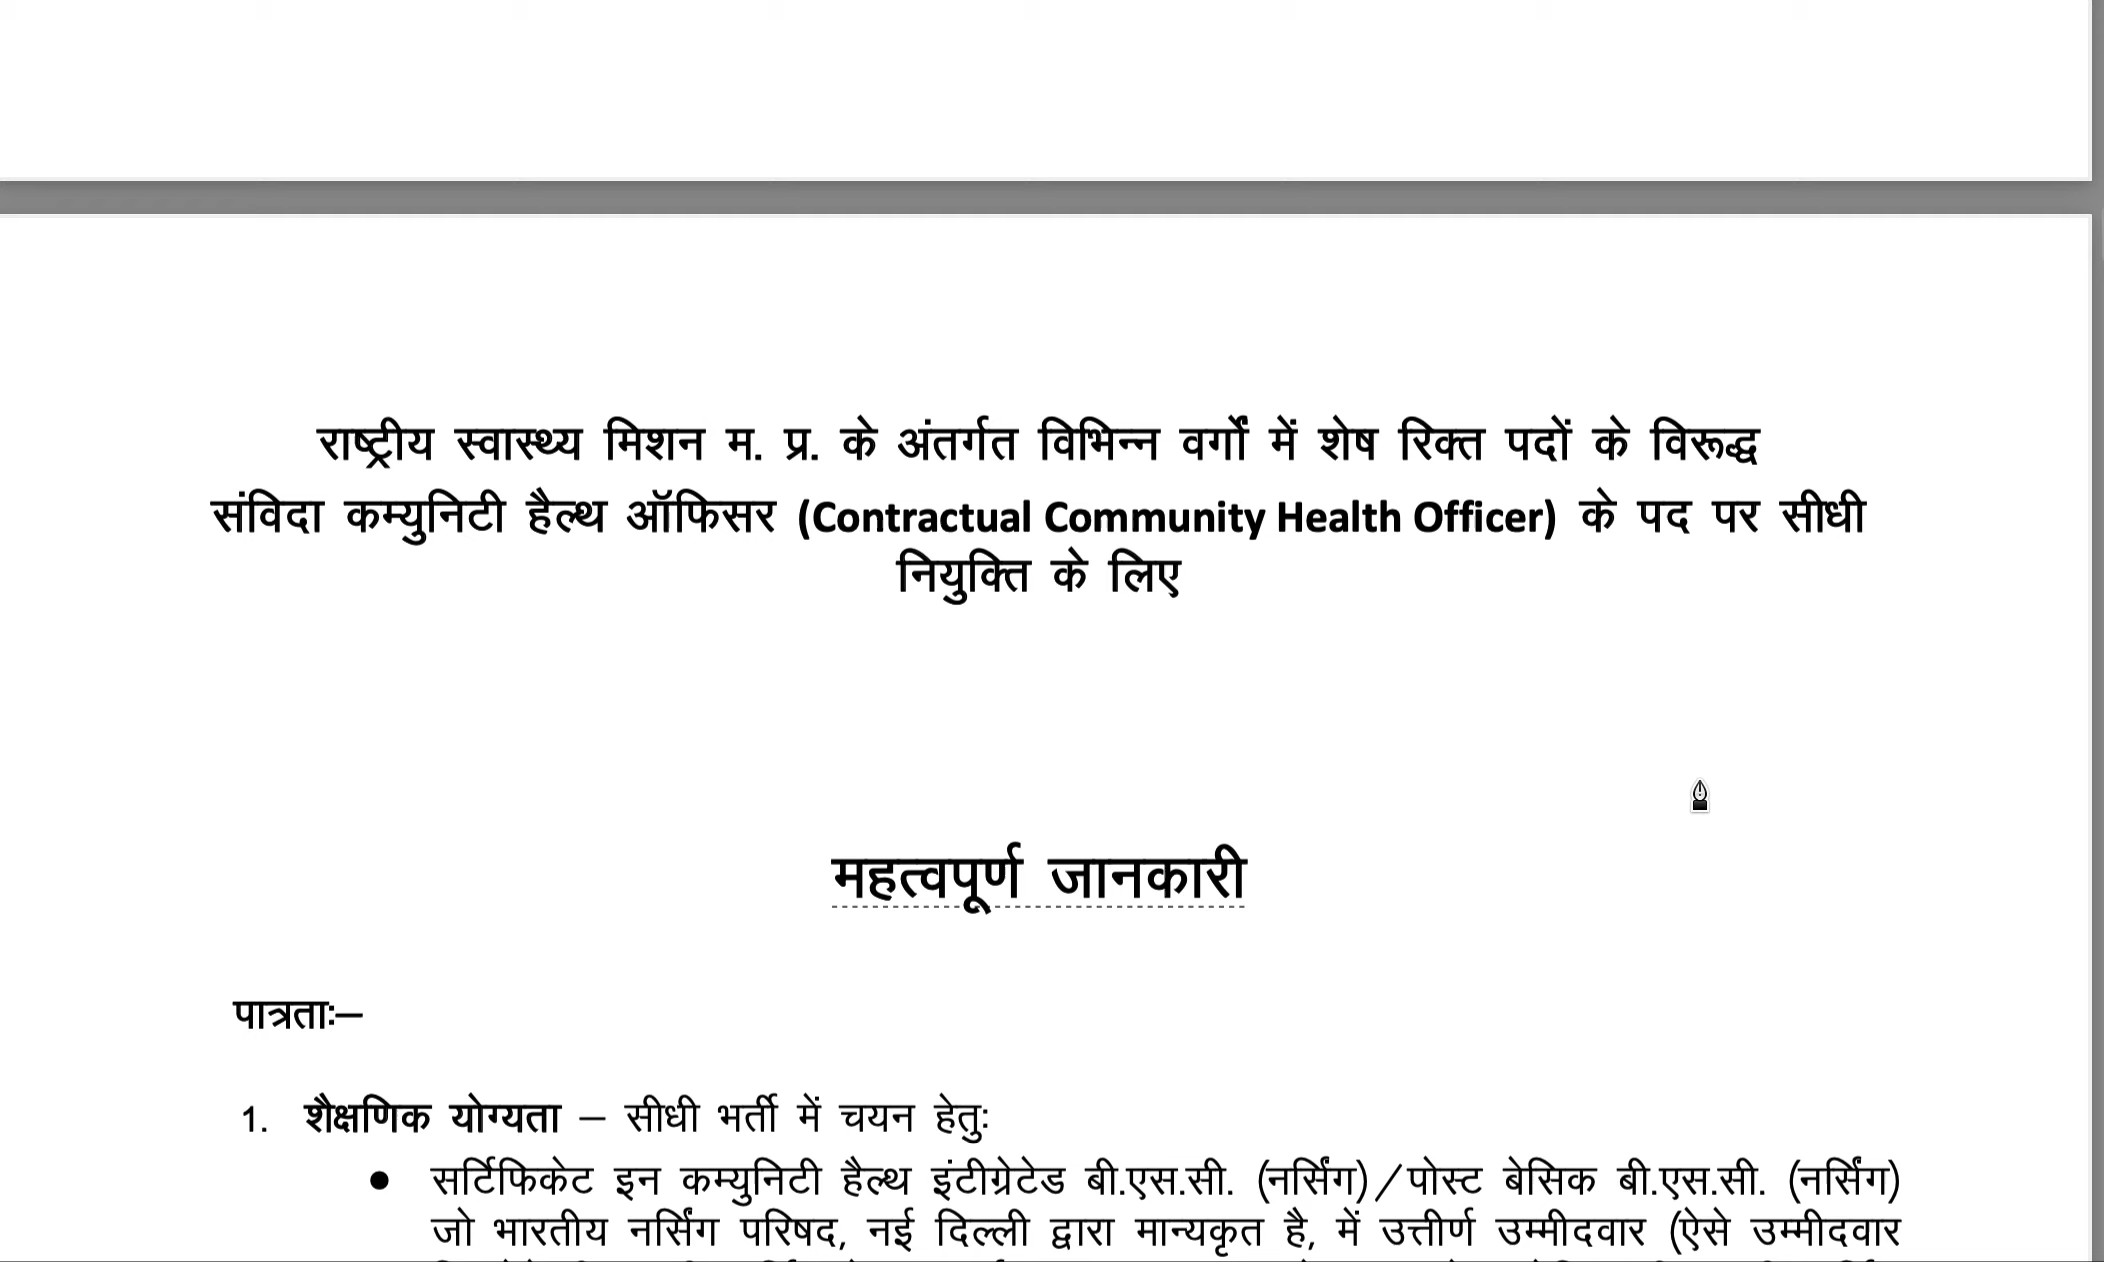 राष्ट्रीय स्वास्थ्य मिशन म. प्र. के अंतर्गत विभिन्न वर्गों में शेष रिक्त पदों के विरूद्ध
संविदा कम्युनिटी हैल्थ ऑफिसर (Contractual Community Health Officer) के पद पर सीधी
नियुक्ति के लिए
महत्वपूर्ण जानकारी
पात्रताः–
1. शैक्षणिक योग्यता – सीधी भर्ती में चयन हेतुः
● सर्टिफिकेट इन कम्युनिटी हैल्थ इंटीग्रेटेड बी.एस.सी. (नर्सिंग)/पोस्ट बेसिक बी.एस.सी. (नर्सिंग)
जो भारतीय नर्सिंग परिषद, नई दिल्ली द्वारा मान्यकृत है, में उत्तीर्ण उम्मीदवार (ऐसे उम्मीदवार